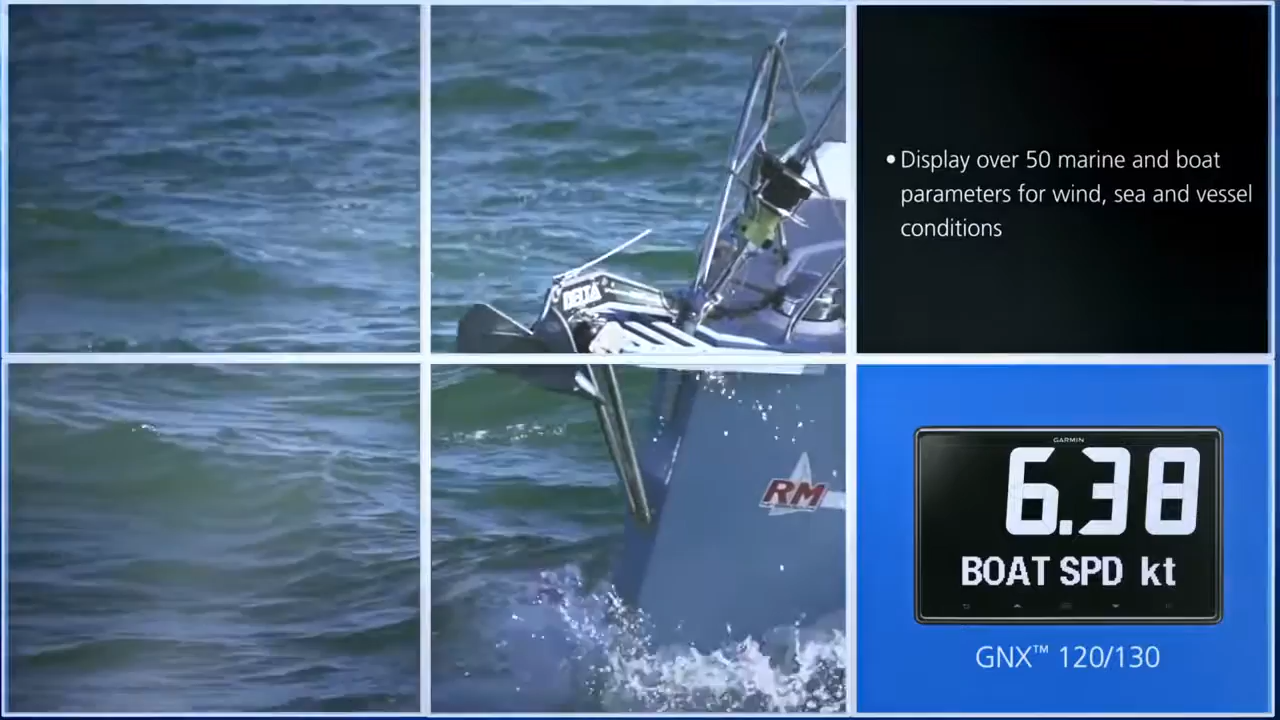 • Display over 50 marine and boat
parameters for wind, sea and vessel
conditions
DELTA
RM
GARMIN
6.38
BOAT SPD kt
GNX™ 120/130